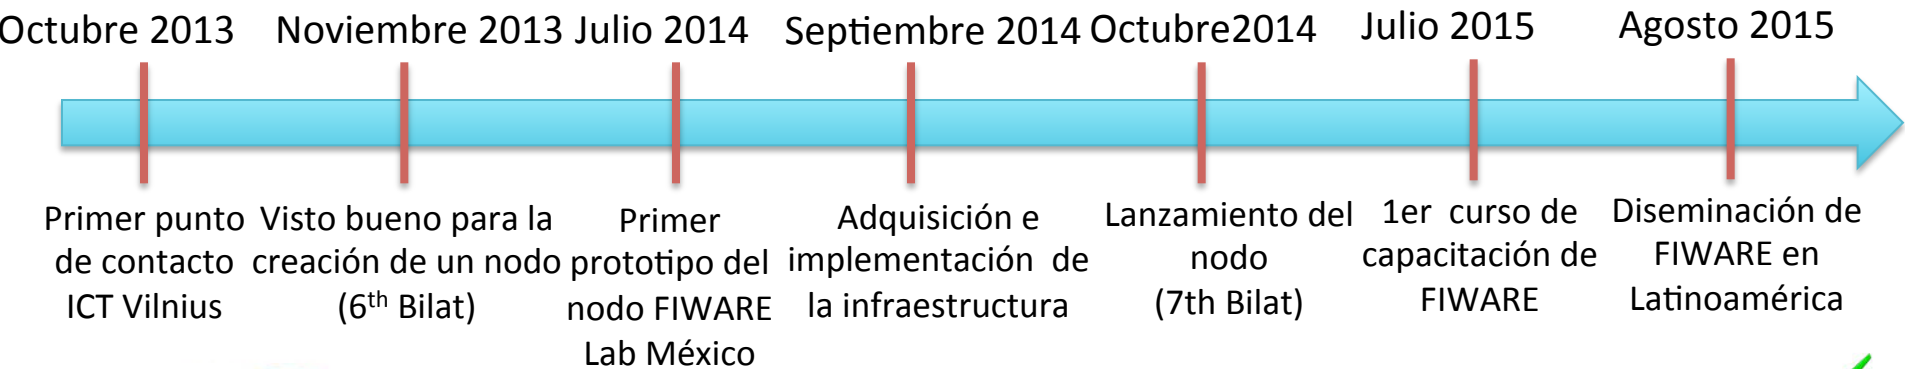 Octubre 2013
Noviembre 2013
Julio 2014
Septiembre 2014
Octubre2014
Julio 2015
Agosto 2015
Primer punto
de contacto
ICT Vilnius
Visto bueno para la
creación de un nodo
(6th Bilat)
Primer
prototipo del
nodo FIWARE
Lab México
Adquisición e
implementación de
la infraestructura
Lanzamiento del
nodo
(7th Bilat)
1er curso de
capacitación de
FIWARE
Diseminación de
FIWARE en
Latinoamérica